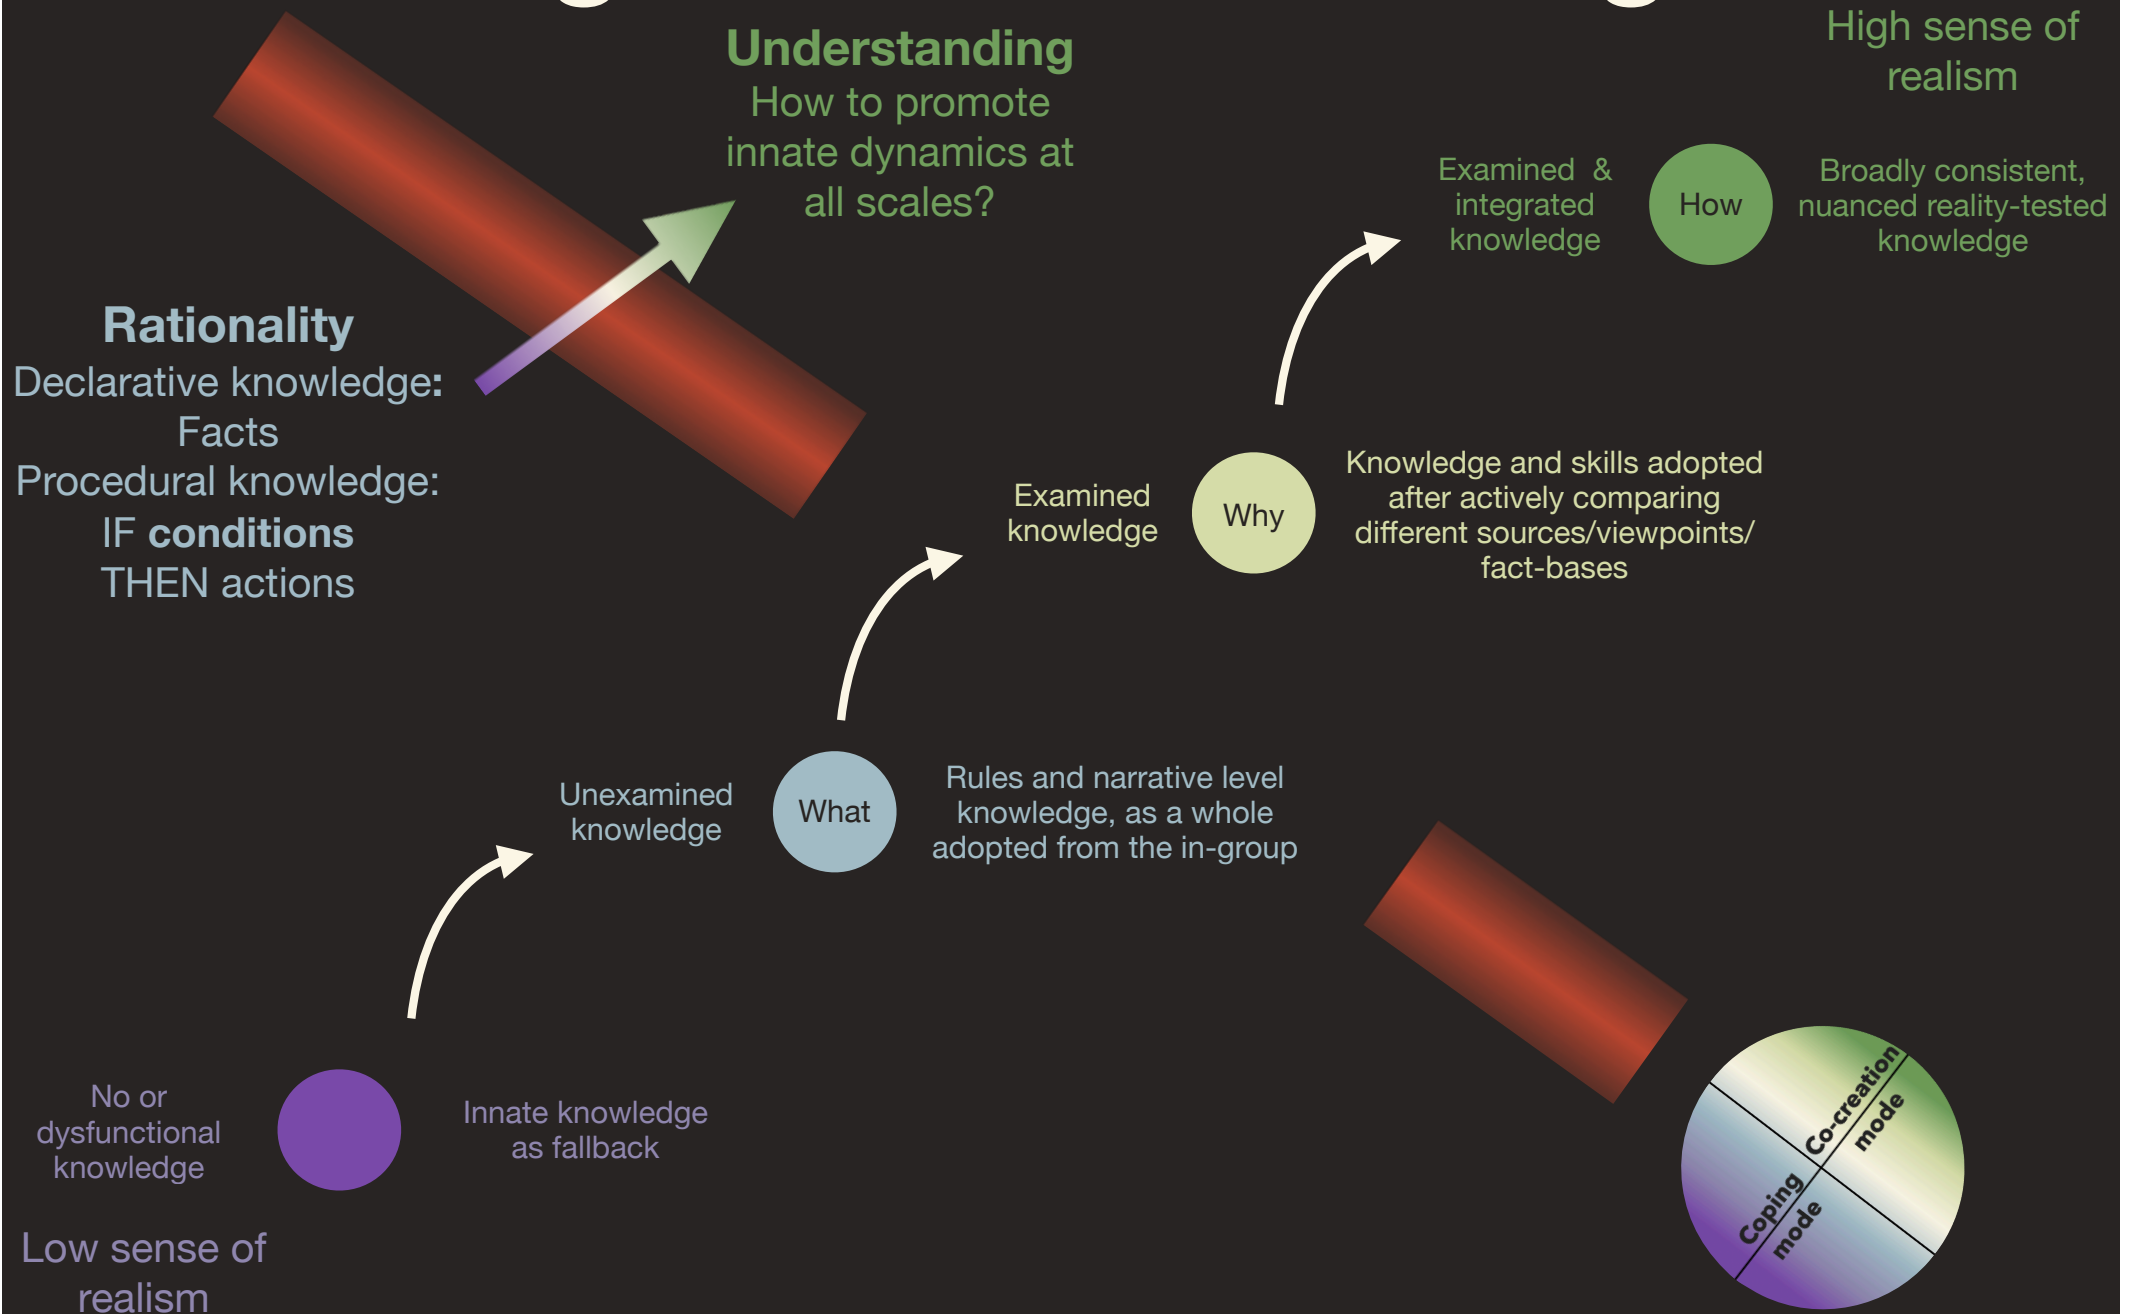 High sense of
realism
Understanding
How to promote
innate dynamics at
all scales?
Examined &
integrated
knowledge
How
Broadly consistent,
nuanced reality-tested
knowledge
Rationality
Declarative knowledge:
Facts
Procedural knowledge:
IF conditions
THEN actions
Examined
knowledge
Why
Knowledge and skills adopted
after actively comparing
different sources/viewpoints/
fact-bases
Unexamined
knowledge
What
Rules and narrative level
knowledge, as a whole
adopted from the in-group
No or
dysfunctional
knowledge
Innate knowledge
as fallback
Low sense of
realism
Co-creation
mode
Coping
mode